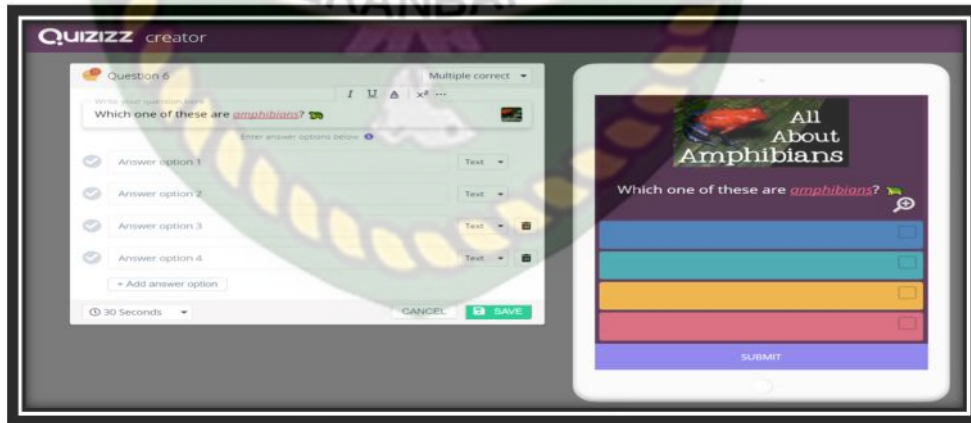 QUIZIZZ creator
Question 6
Multiple correct
I U A x² ...
Write your question here
Which one of these are amphibians?
Enter answer options below
Answer option 1 Text
Answer option 2 Text
Answer option 3 Text
Answer option 4 Text
+ Add answer option
30 Seconds
CANCEL
SAVE
All
About
Amphibians
Which one of these are amphibians?
SUBMIT